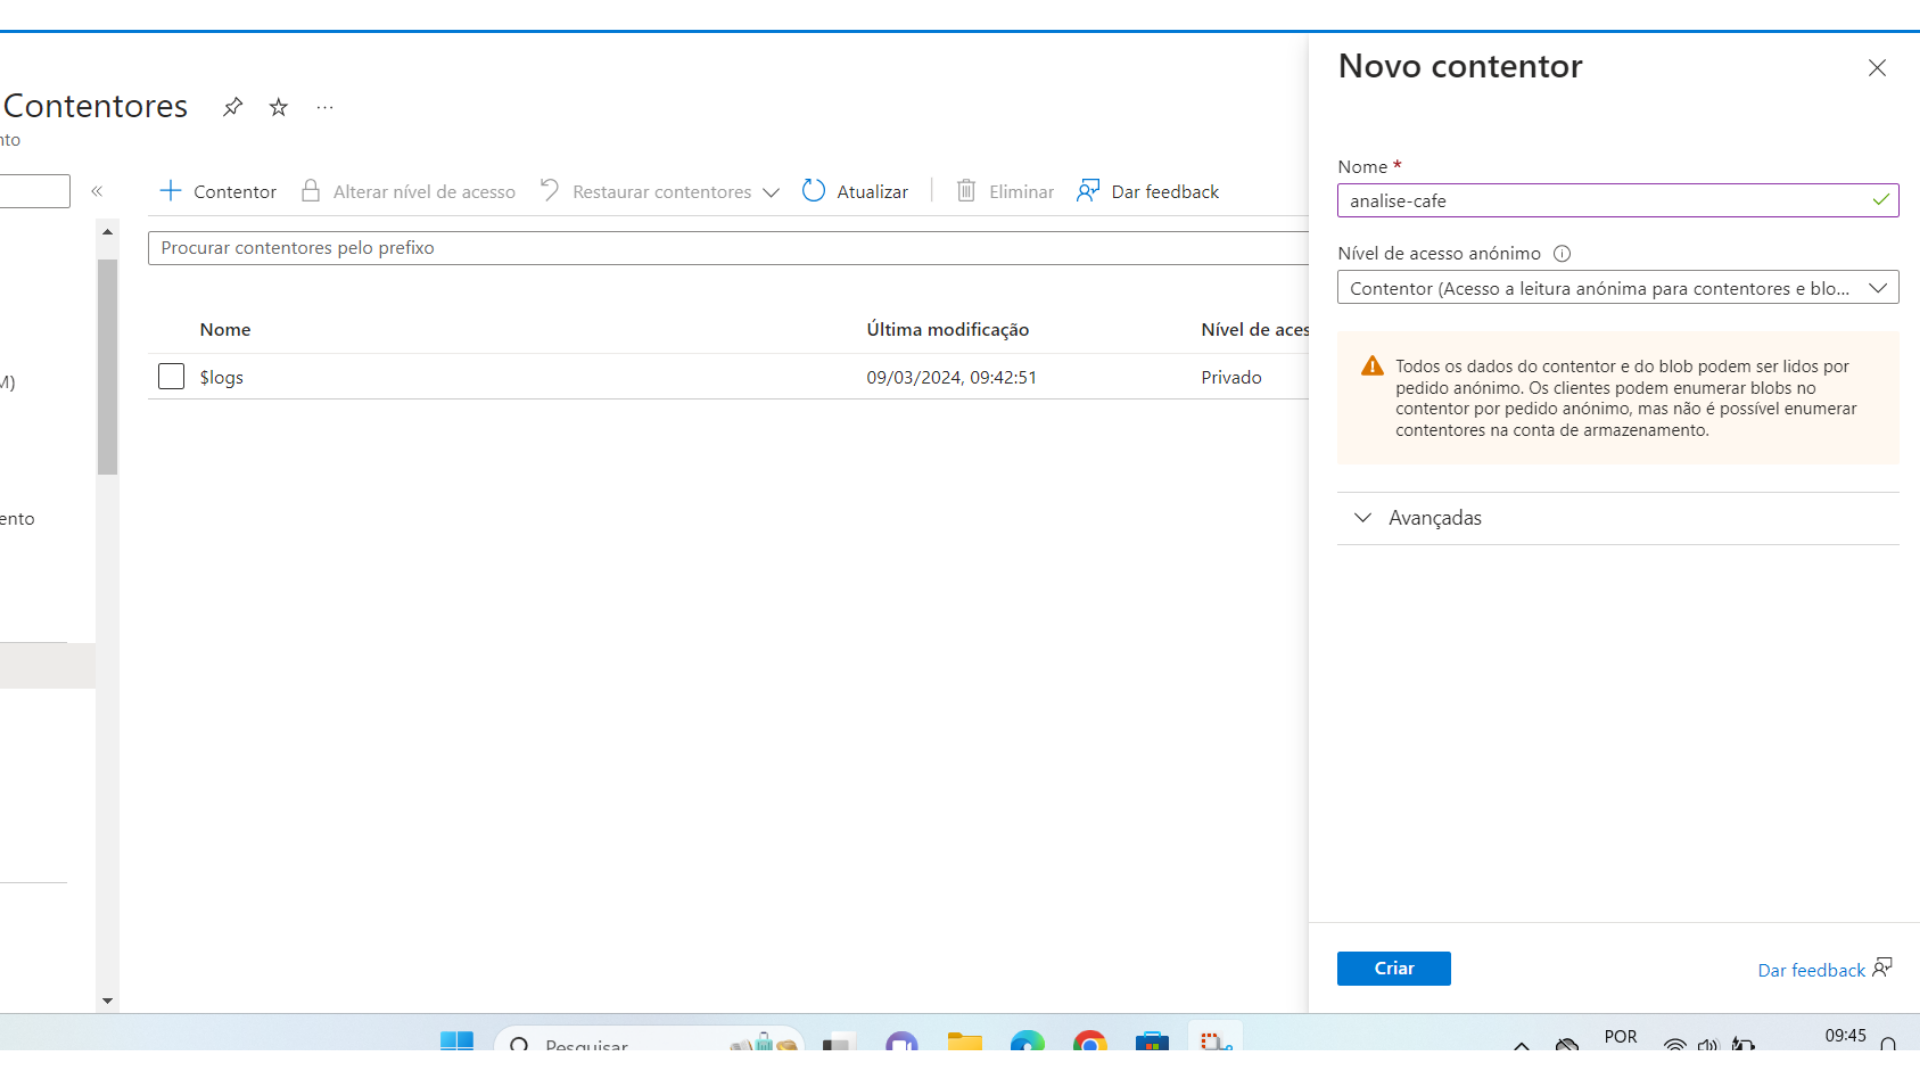 Contentores
nto
Contentor Alterar nível de acesso Restaurar contentores Atualizar Eliminar Dar feedback
Procurar contentores pelo prefixo
Nome Última modificação Nível de aces
$logs 09/03/2024, 09:42:51 Privado
M)
ento
Novo contentor
Nome *
analise-cafe
Nível de acesso anónimo
Contentor (Acesso a leitura anónima para contentores e blo...
Todos os dados do contentor e do blob podem ser lidos por
pedido anónimo. Os clientes podem enumerar blobs no
contentor por pedido anónimo, mas não é possível enumerar
contentores na conta de armazenamento.
Avançadas
Criar
Dar feedback
Pesquisar
POR
09:45